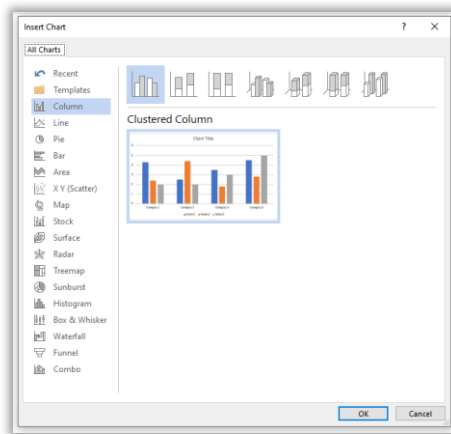 Insert Chart
?
All Charts
Recent
Templates
Column
Line
Pie
Bar
Area
X Y (Scatter)
Map
Stock
Surface
Radar
Treemap
Sunburst
Histogram
Box & Whisker
Waterfall
Funnel
Combo
Clustered Column
Chart Title
OK
Cancel